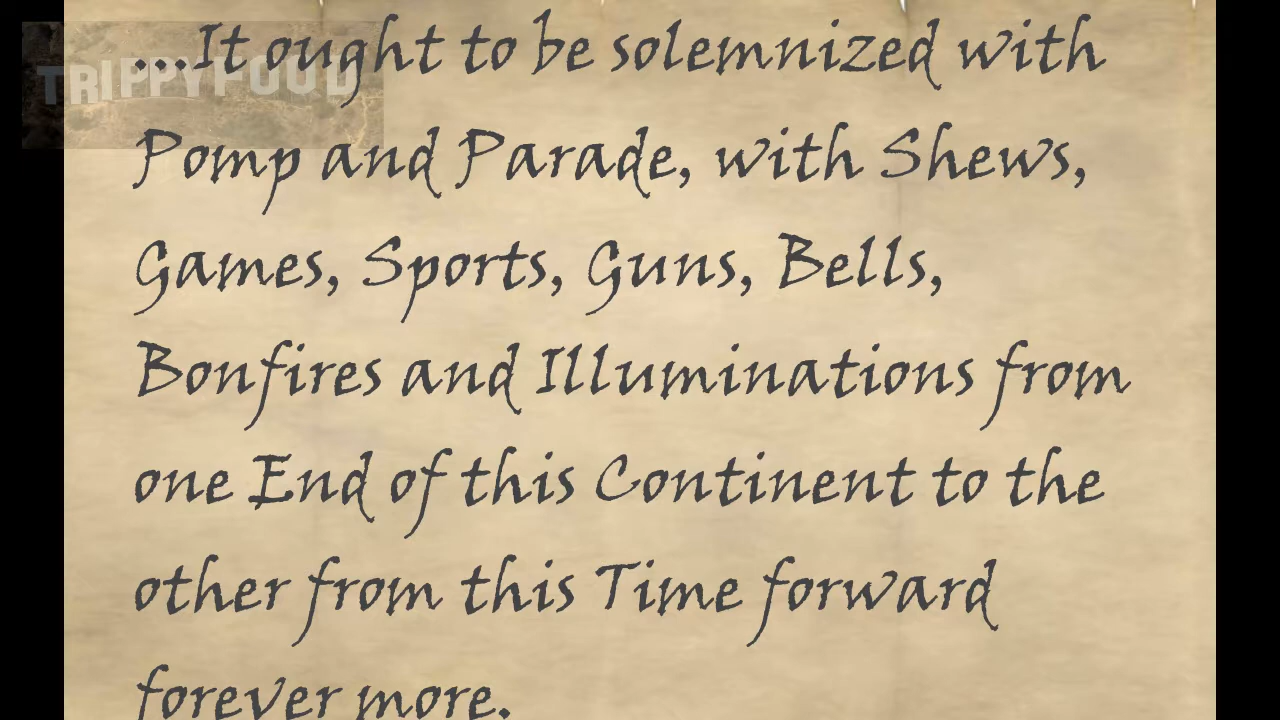 ...It ought to be solemnized with
TRIPPYFOOD
Pomp and Parade, with Shews,
Games, Sports, Guns, Bells,
Bonfires and Illuminations from
one End of this Continent to the
other from this Time forward
forever more.